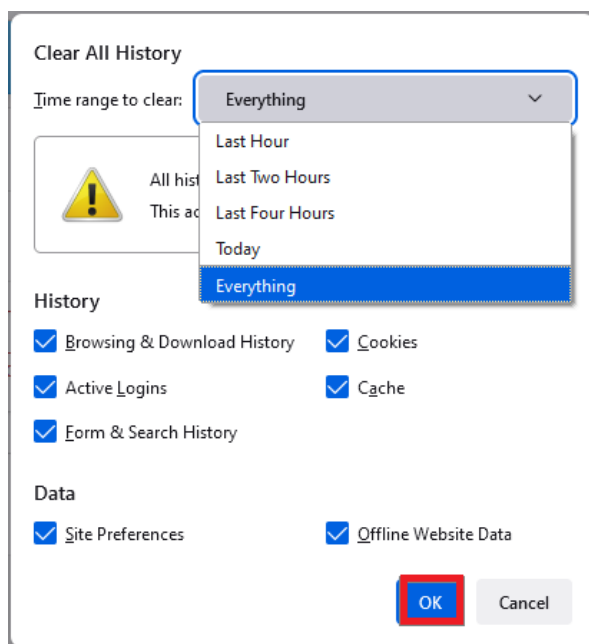 Clear All History
Time range to clear: Everything
Last Hour
Last Two Hours
All hist
Last Four Hours
This ac
Today
Everything
History
Browsing & Download History Cookies
Active Logins Cache
Form & Search History
Data
Site Preferences Offline Website Data
OK Cancel